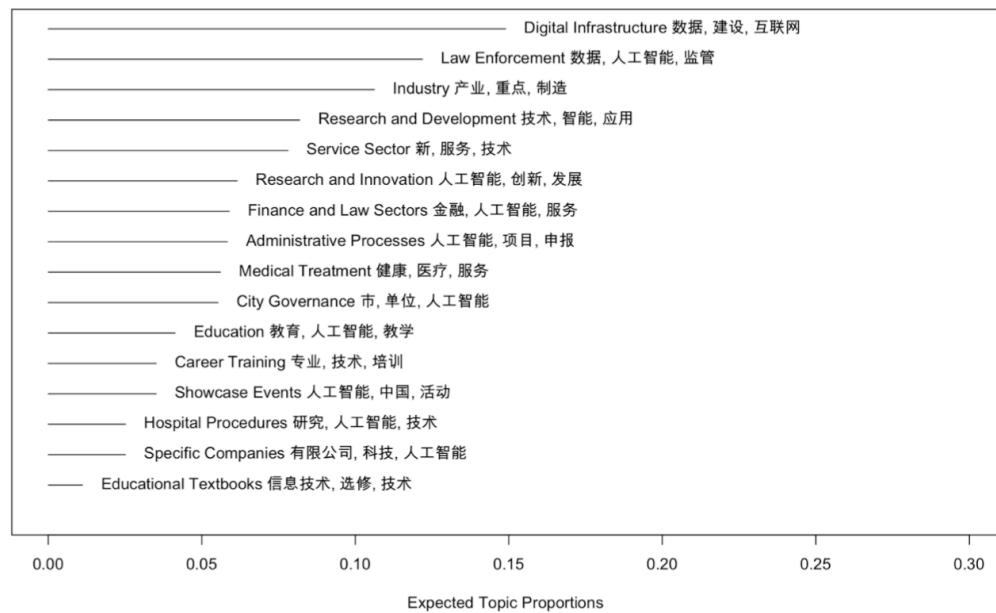 Digital Infrastructure 数据, 建设, 互联网
Law Enforcement 数据, 人工智能, 监管
Industry 产业, 重点, 制造
Research and Development 技术, 智能, 应用
Service Sector 新, 服务, 技术
Research and Innovation 人工智能, 创新, 发展
Finance and Law Sectors 金融, 人工智能, 服务
Administrative Processes 人工智能, 项目, 申报
Medical Treatment 健康, 医疗, 服务
City Governance 市, 单位, 人工智能
Education 教育, 人工智能, 教学
Career Training 专业, 技术, 培训
Showcase Events 人工智能, 中国, 活动
Hospital Procedures 研究, 人工智能, 技术
Specific Companies 有限公司, 科技, 人工智能
Educational Textbooks 信息技术, 选修, 技术
0.00 0.05 0.10 0.15 0.20 0.25 0.30
Expected Topic Proportions